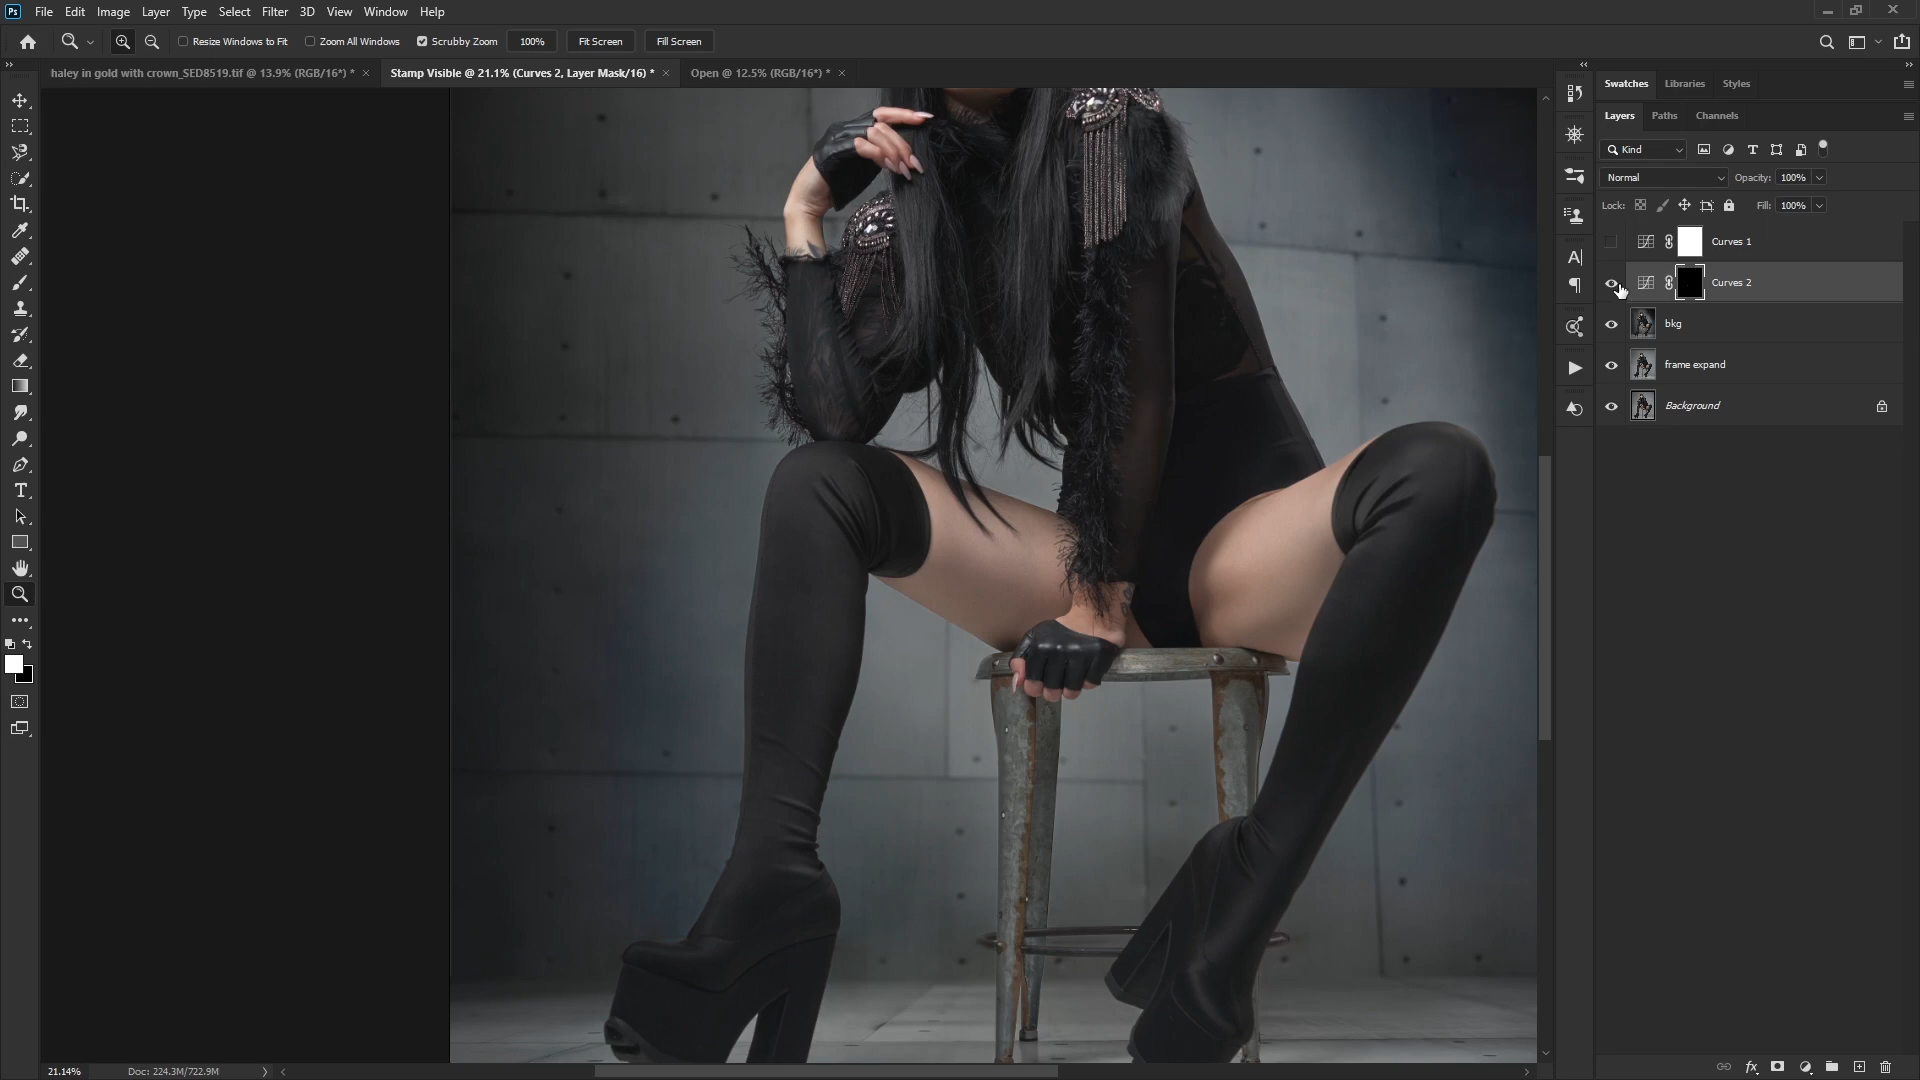 Ps File Edit Image Layer Type Select Filter 3D View Window Help
Resize Windows to Fit Zoom All Windows Scrubby Zoom 100% Fit Screen Fill Screen
haley in gold with crown_SED8519.tif @ 13.9% (RGB/16*) * × Stamp Visible @ 21.1% (Curves 2, Layer Mask/16) * × Open @ 12.5% (RGB/16*) * ×
Swatches Libraries Styles
Layers Paths Channels
Kind
Normal Opacity: 100%
Lock: Fill: 100%
Curves 1
Curves 2
bkg
frame expand
Background
21.14% Doc: 224.3M/722.9M